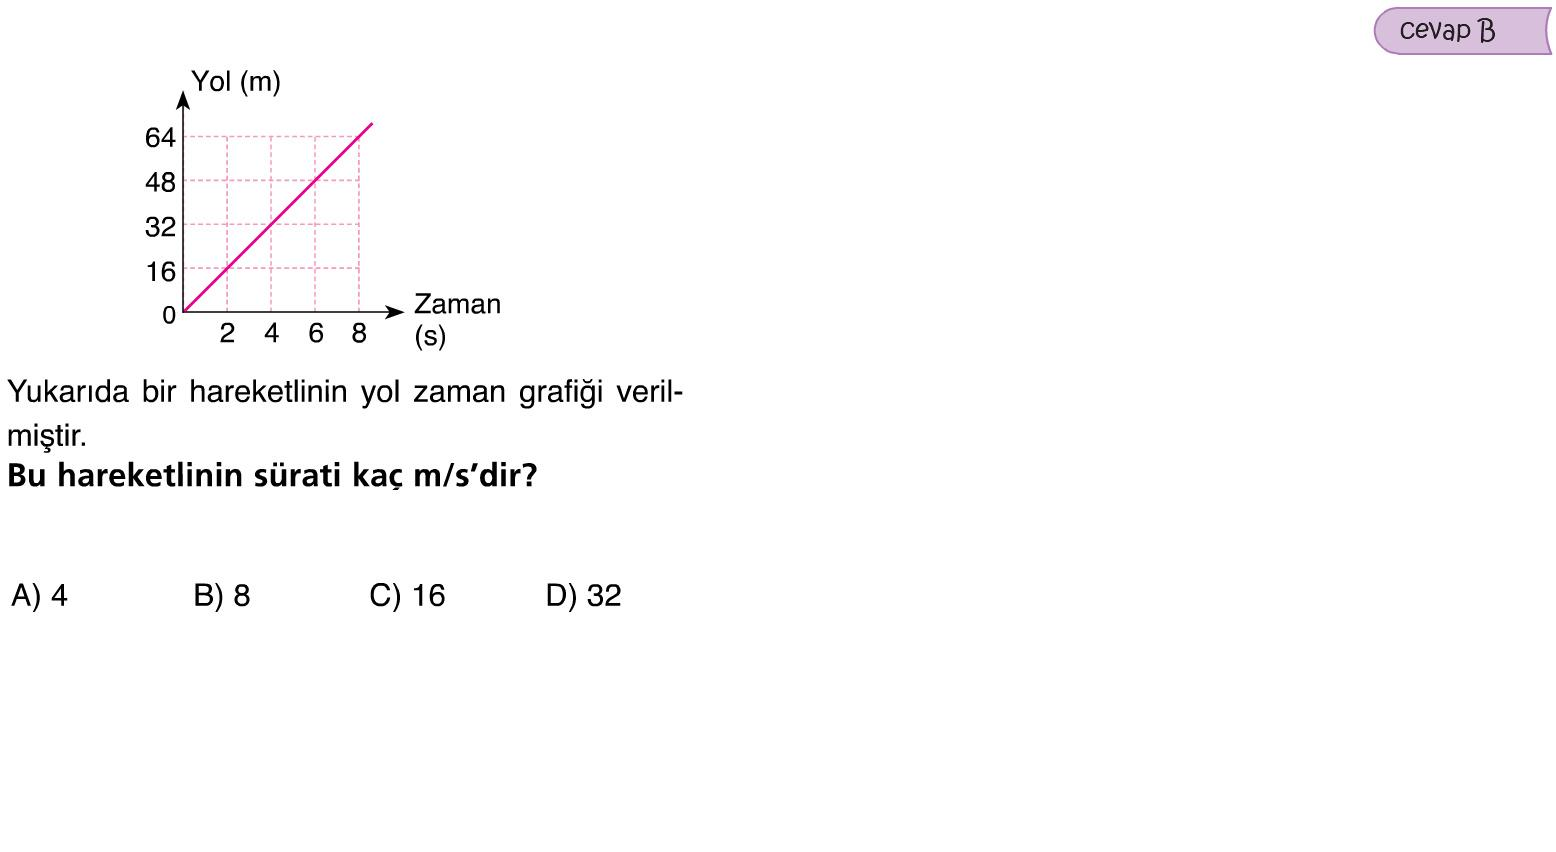 Cevap B
Yol (m)
64
48
32
16
0
2 4 6 8
Zaman
(s)
Yukarıda bir hareketlinin yol zaman grafiği veril-
miştir.
Bu hareketlinin sürati kaç m/s’dir?
A) 4 B) 8 C) 16 D) 32